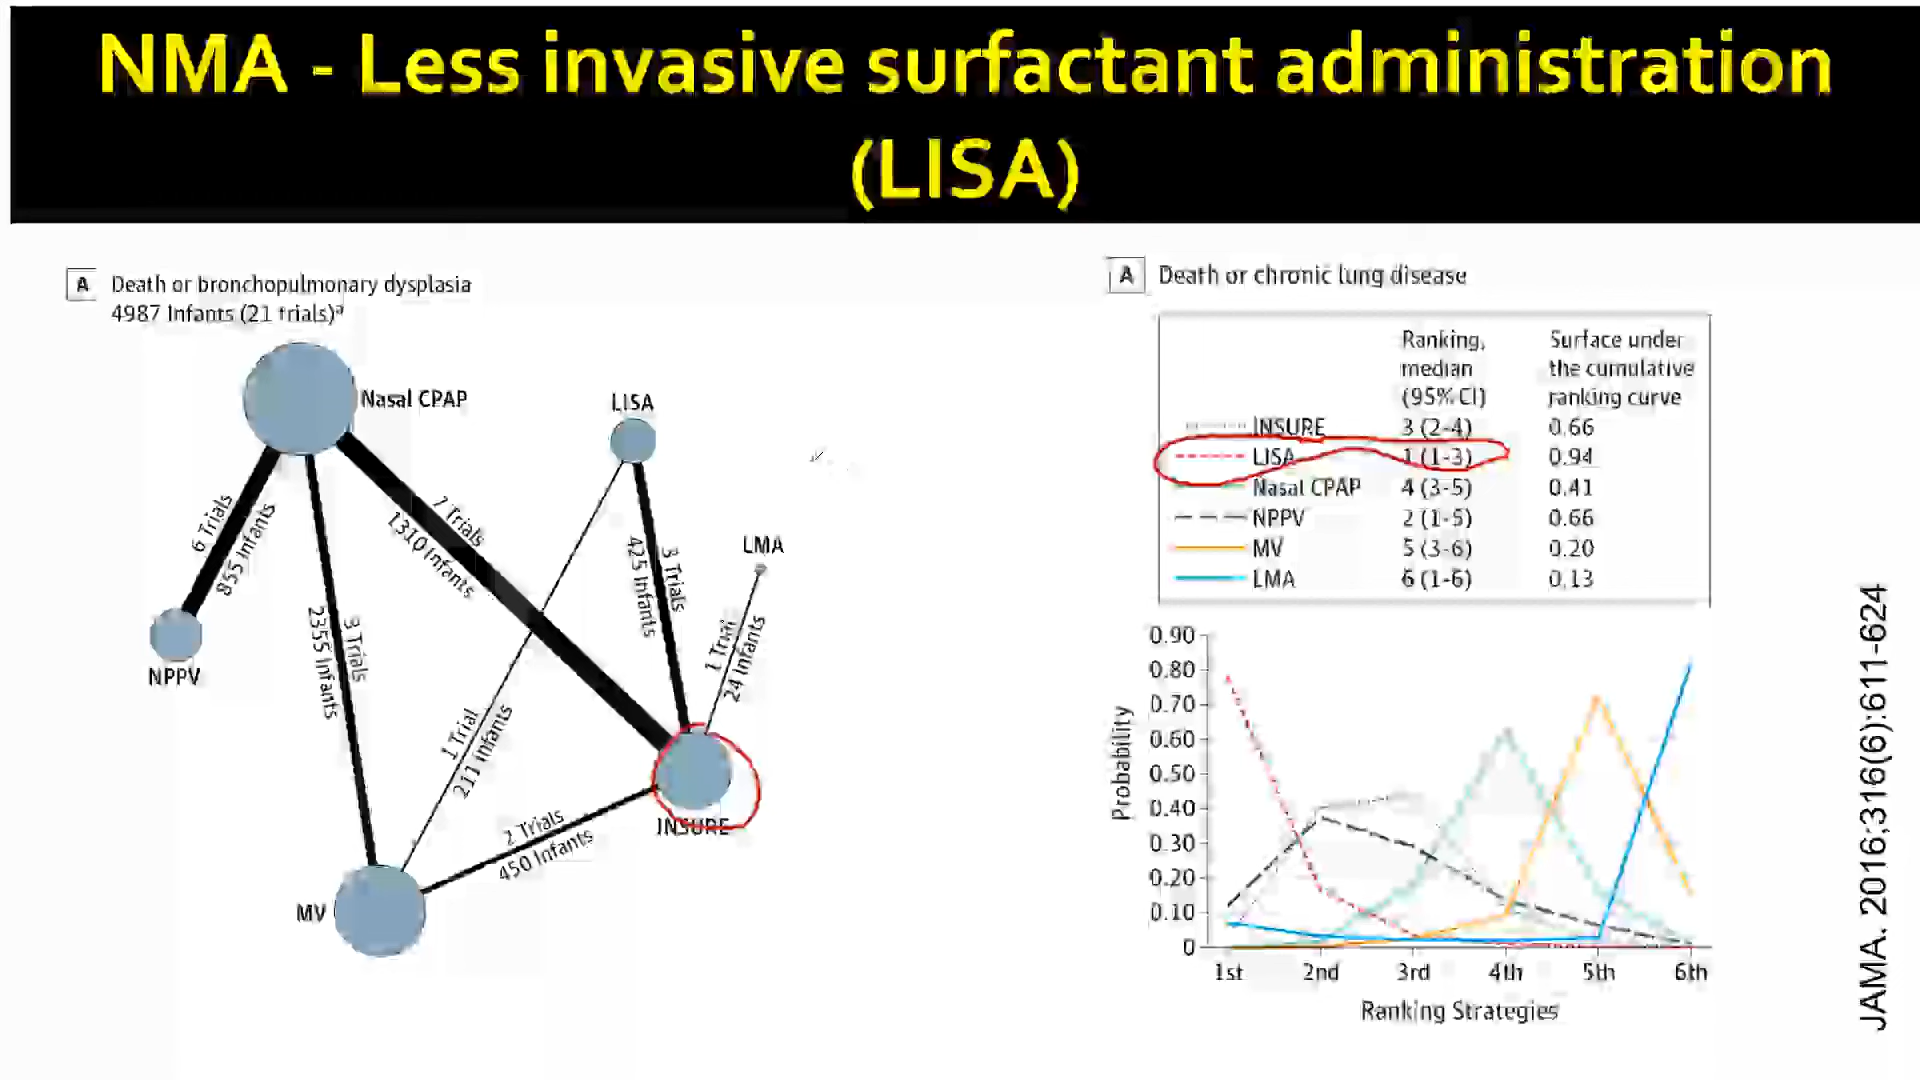 NMA - Less invasive surfactant administration
(LISA)
A Death or bronchopulmonary dysplasia
4987 Infants (21 trials)ª
Nasal CPAP
LISA
LMA
NPPV
MV
INSURE
6 Trials
855 Infants
3 Trials
2355 Infants
7 Trials
1310 Infants
1 Trial
211 Infants
3 Trials
425 Infants
1 Trial
24 Infants
2 Trials
450 Infants
A Death or chronic lung disease
Ranking,
median
(95% CI)
Surface under
the cumulative
ranking curve
INSURE 3 (2-4) 0.66
LISA 1 (1-3) 0.94
Nasal CPAP 4 (3-5) 0.41
NPPV 2 (1-5) 0.66
MV 5 (3-6) 0.20
LMA 6 (1-6) 0.13
0.90
0.80
0.70
0.60
0.50
0.40
0.30
0.20
0.10
0
Probability
1st 2nd 3rd 4th 5th 6th
Ranking Strategies
JAMA. 2016;316(6):611-624